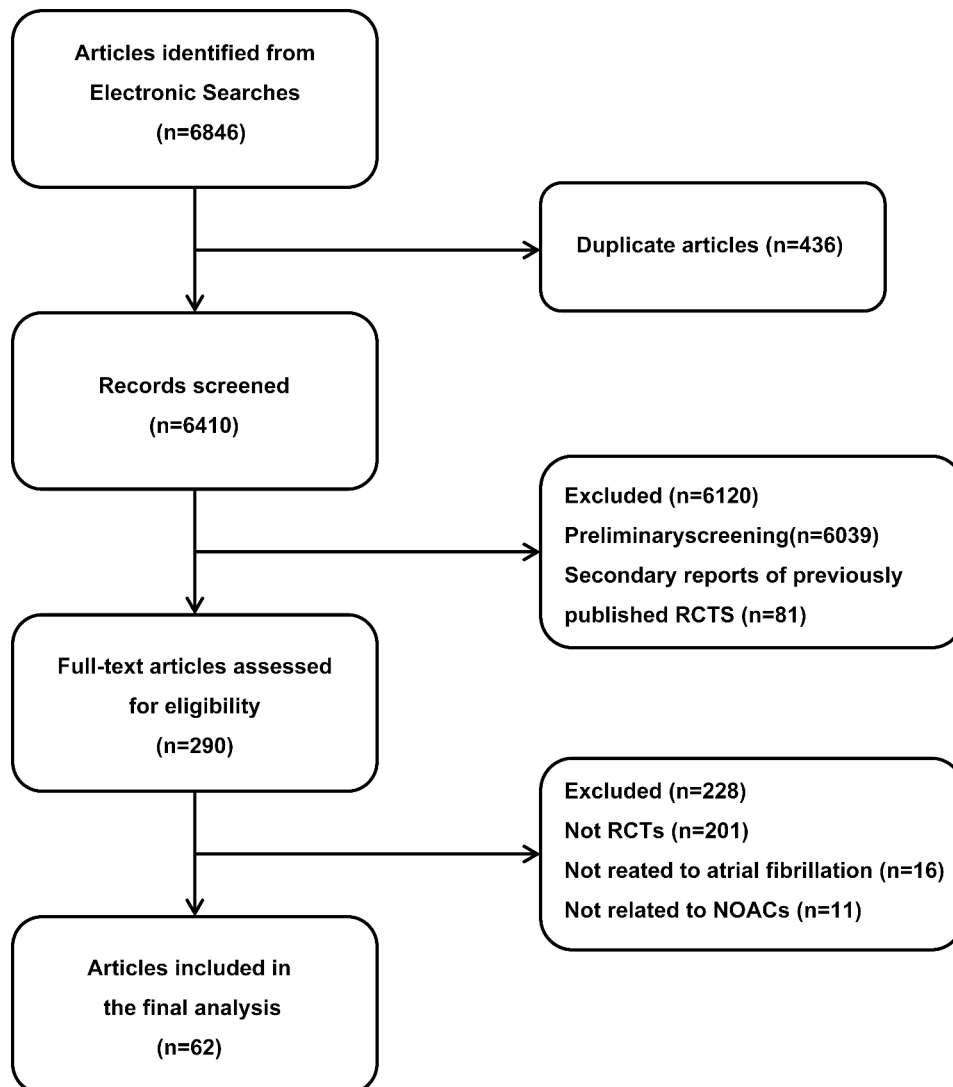 Articles identified from
Electronic Searches
(n=6846)
Duplicate articles (n=436)
Records screened
(n=6410)
Excluded (n=6120)
Preliminaryscreening(n=6039)
Secondary reports of previously
published RCTS (n=81)
Full-text articles assessed
for eligibility
(n=290)
Excluded (n=228)
Not RCTs (n=201)
Not reated to atrial fibrillation (n=16)
Not related to NOACs (n=11)
Articles included in
the final analysis
(n=62)